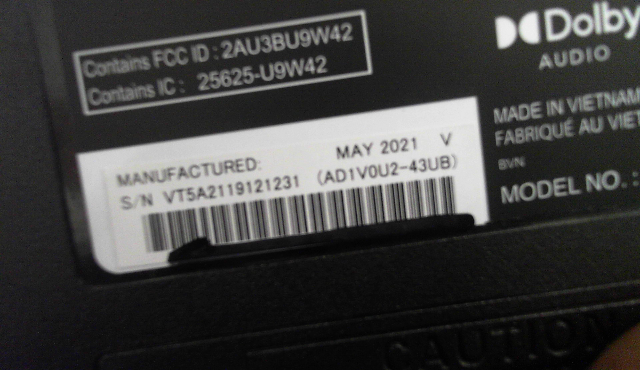 Contains FCC ID : 2AU3BU9W42
Contains IC : 25625-U9W42
Dolby
AUDIO
MADE IN VIETNAM
FABRIQUÉ AU VIET
BVN
MODEL NO. :
MANUFACTURED: MAY 2021 V
S/N VT5A2119121231 (AD1V0U2-43UB)
CAUTION